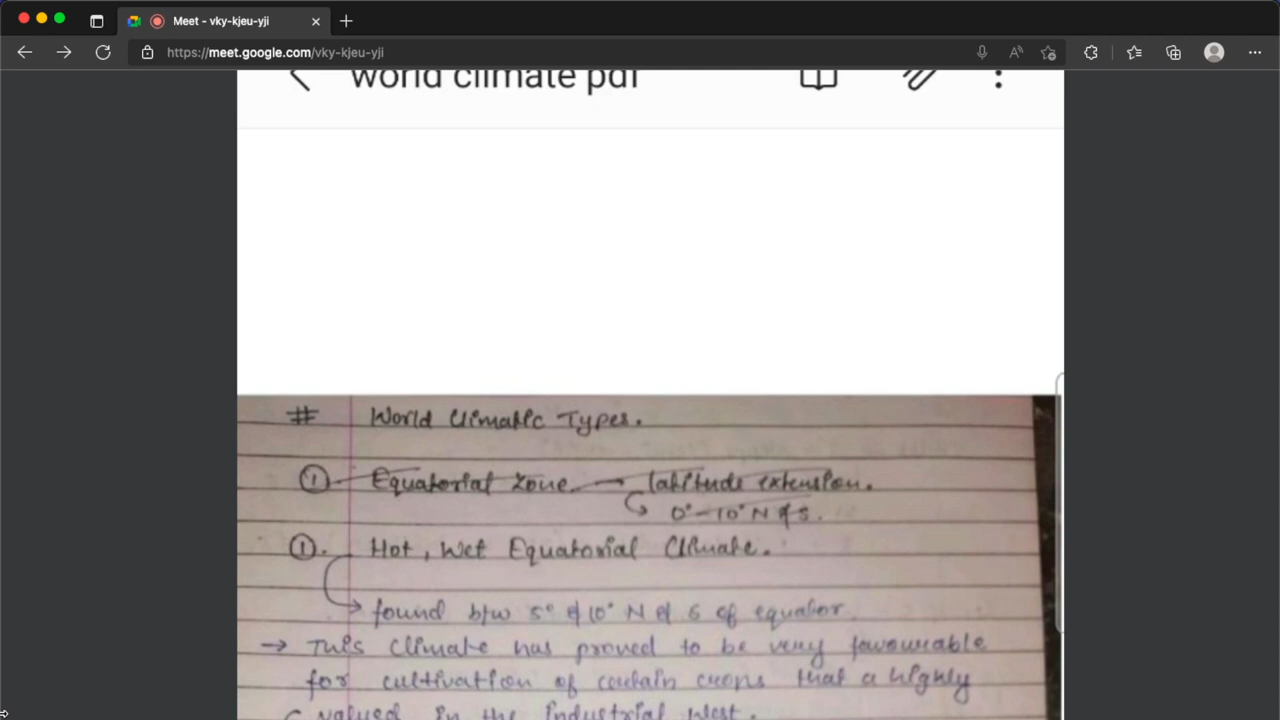 Meet - vky-kjeu-yji
https://meet.google.com/vky-kjeu-yji
world climate pdf
# World Climatic Types.
① Equatorial Zone → latitude extension.
0°-10° N & S.
①. Hot, Wet Equatorial Climate.
found b/w 5° & 10° N & S of equator.
→ This climate has proved to be very favourable
for cultivation of certain crops that a highly
valued in the industrial West.